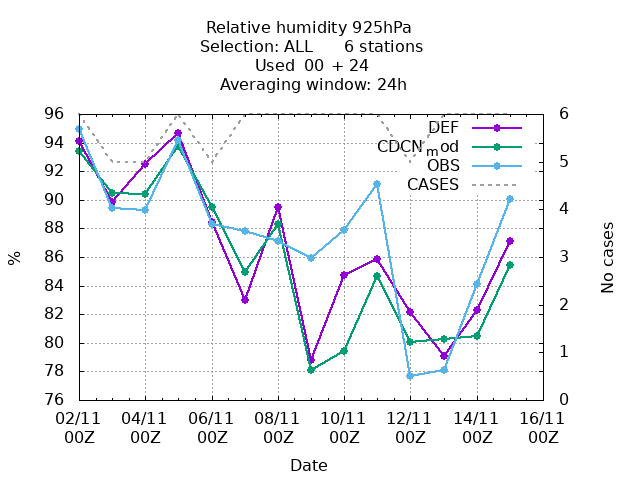 Relative humidity 925hPa
Selection: ALL 6 stations
Used 00 + 24
Averaging window: 24h
DEF
CDCN_mod
OBS
CASES
96
94
92
90
88
86
84
82
80
78
76
%
6
5
4
3
2
1
0
No cases
02/11 04/11 06/11 08/11 10/11 12/11 14/11 16/11
00Z 00Z 00Z 00Z 00Z 00Z 00Z 00Z
Date